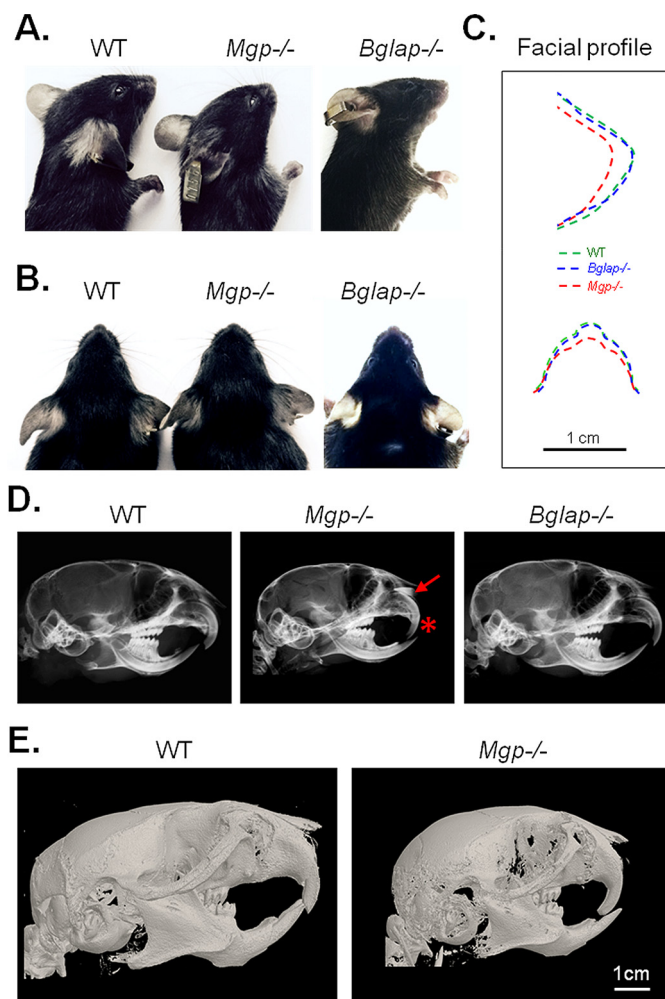 A.
WT Mgp-/- Bglap-/-
C.
Facial profile
WT
Bglap-/-
Mgp-/-
1 cm
B.
WT Mgp-/- Bglap-/-
D.
WT Mgp-/- Bglap-/-
*
E.
WT Mgp-/-
1cm